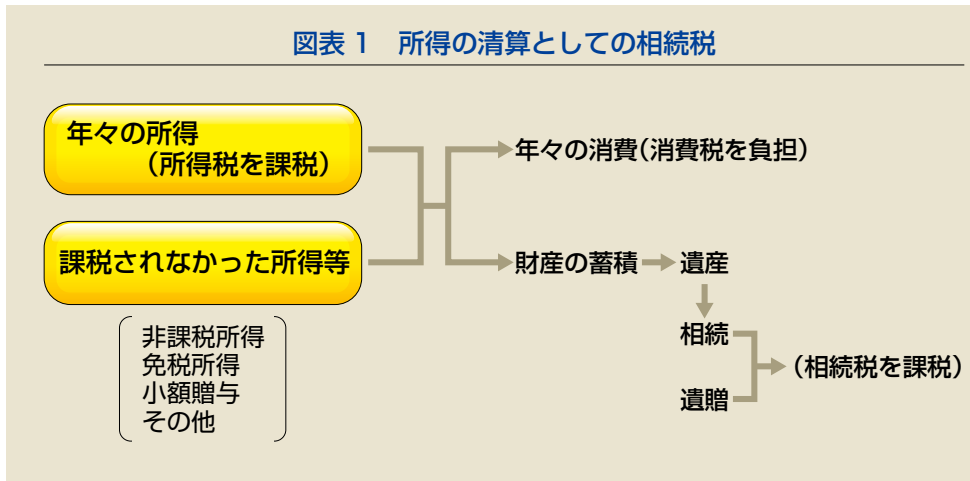 図表 1 所得の清算としての相続税
年々の所得
(所得税を課税)
課税されなかった所得等
非課税所得
免税所得
小額贈与
その他
年々の消費(消費税を負担)
財産の蓄積
遺産
相続
遺贈
(相続税を課税)